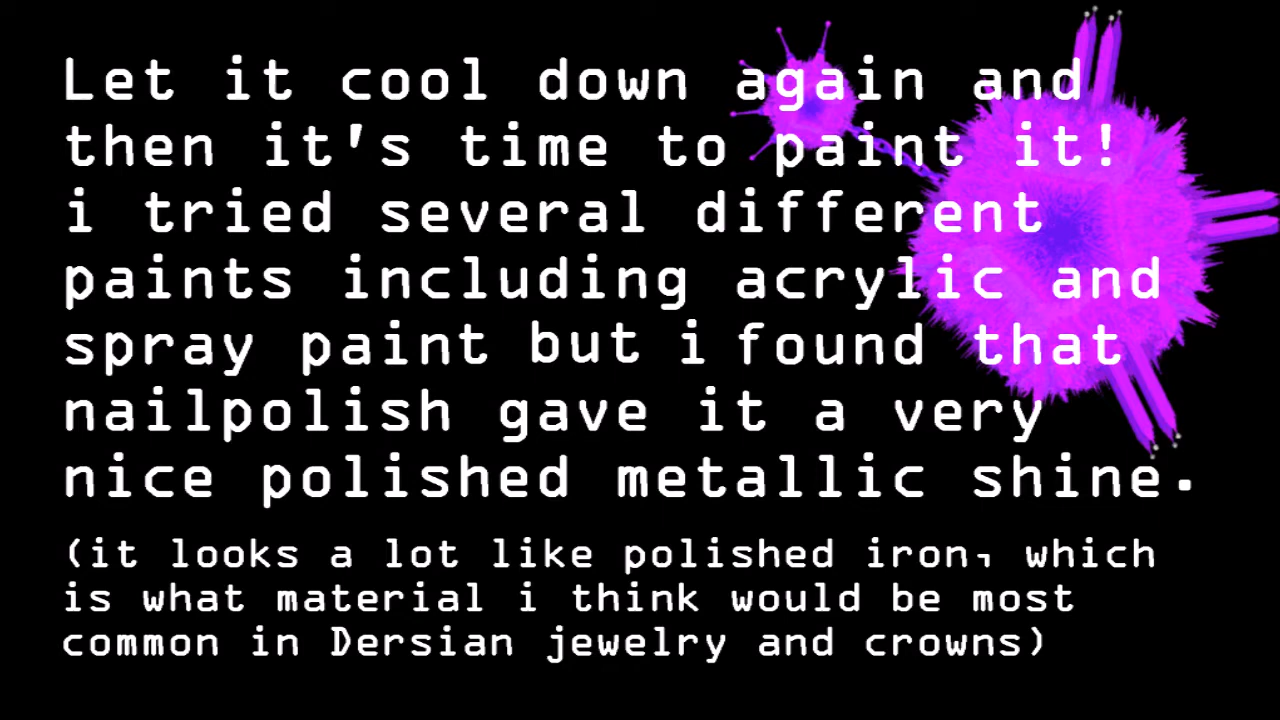 Let it cool down again and
then it's time to paint it!
i tried several different
paints including acrylic and
spray paint but i found that
nailpolish gave it a very
nice polished metallic shine.
(it looks a lot like polished iron, which
is what material i think would be most
common in Dersian jewelry and crowns)